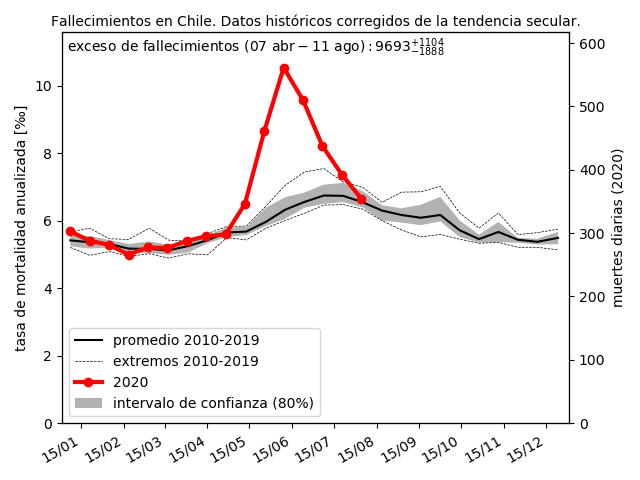 Fallecimientos en Chile. Datos históricos corregidos de la tendencia secular.
exceso de fallecimientos (07 abr − 11 ago) : 9693 +1104 −1888
tasa de mortalidad anualizada [‰]
10
8
6
4
2
0
600
500
400
300
200
100
0
muertes diarias (2020)
promedio 2010-2019
extremos 2010-2019
2020
intervalo de confianza (80%)
15/01 15/02 15/03 15/04 15/05 15/06 15/07 15/08 15/09 15/10 15/11 15/12